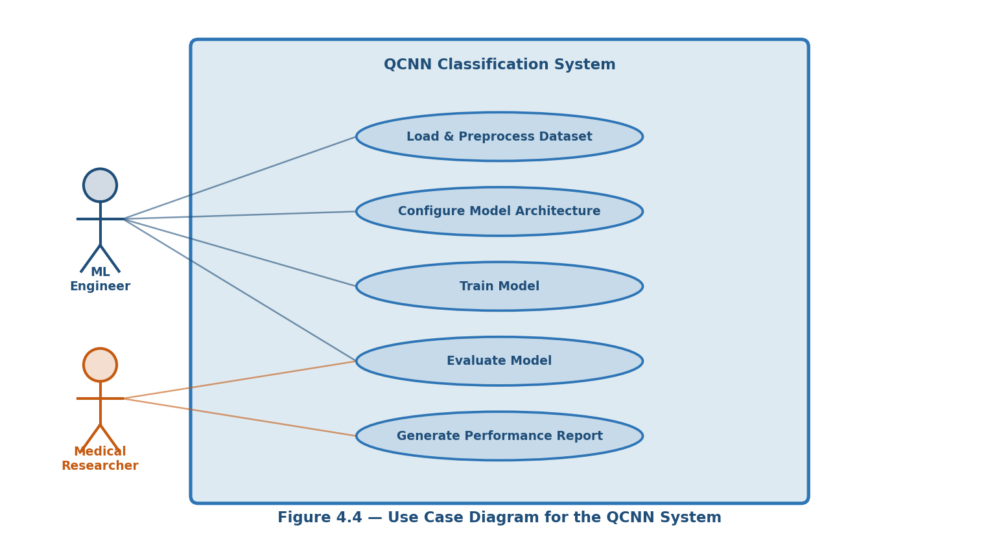 QCNN Classification System
Load & Preprocess Dataset
Configure Model Architecture
Train Model
Evaluate Model
Generate Performance Report
ML
Engineer
Medical
Researcher
Figure 4.4 — Use Case Diagram for the QCNN System